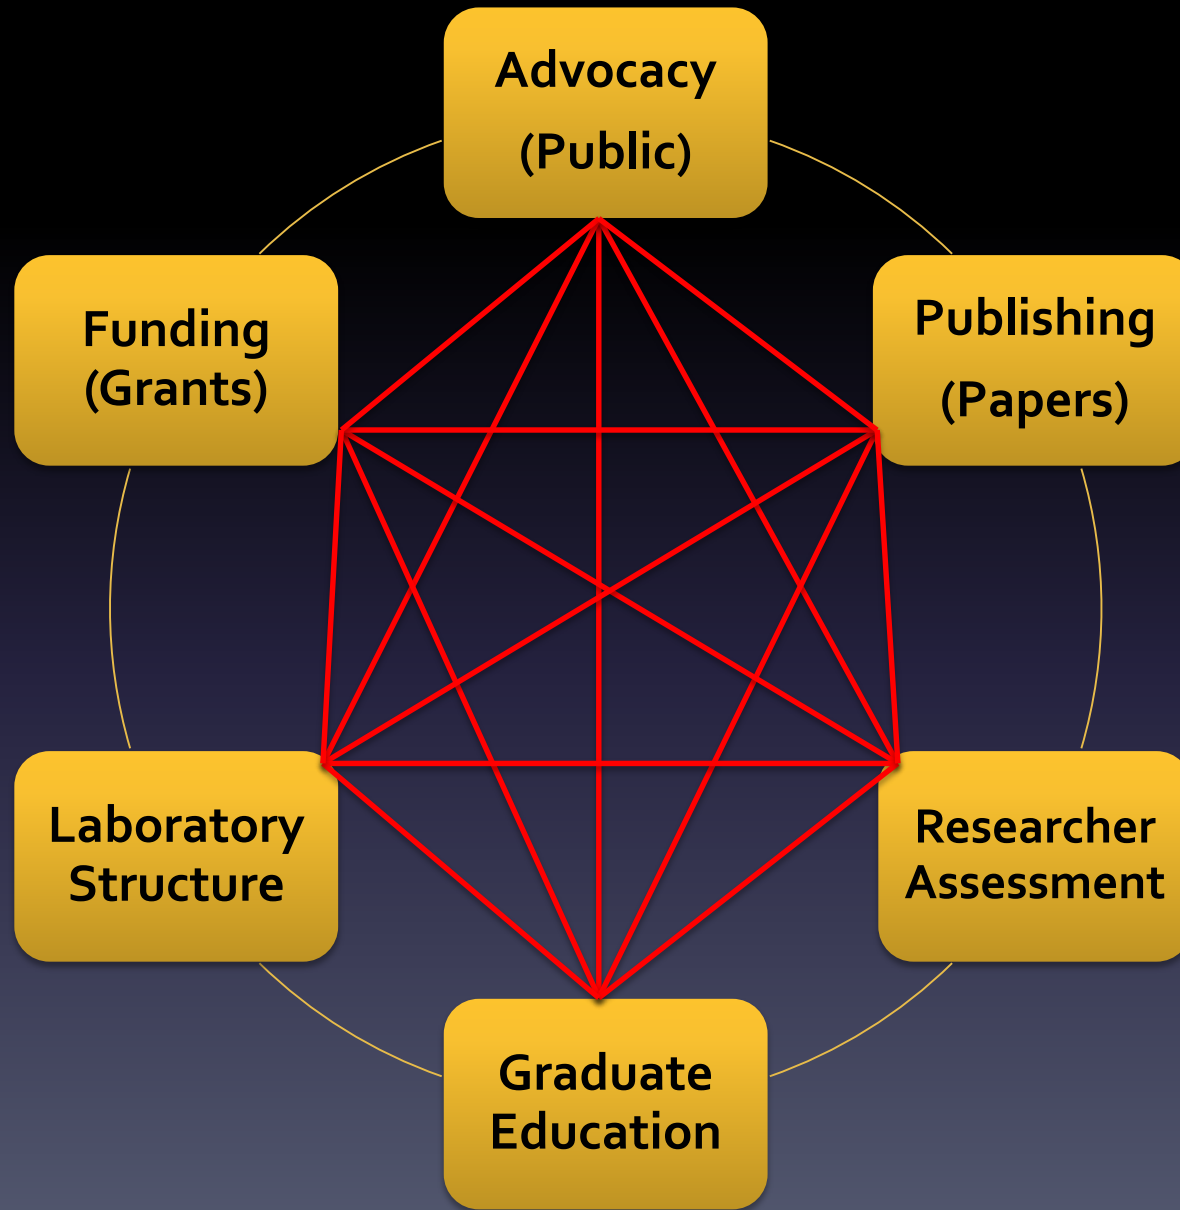 Advocacy
(Public)
Funding
(Grants)
Publishing
(Papers)
Laboratory
Structure
Researcher
Assessment
Graduate
Education